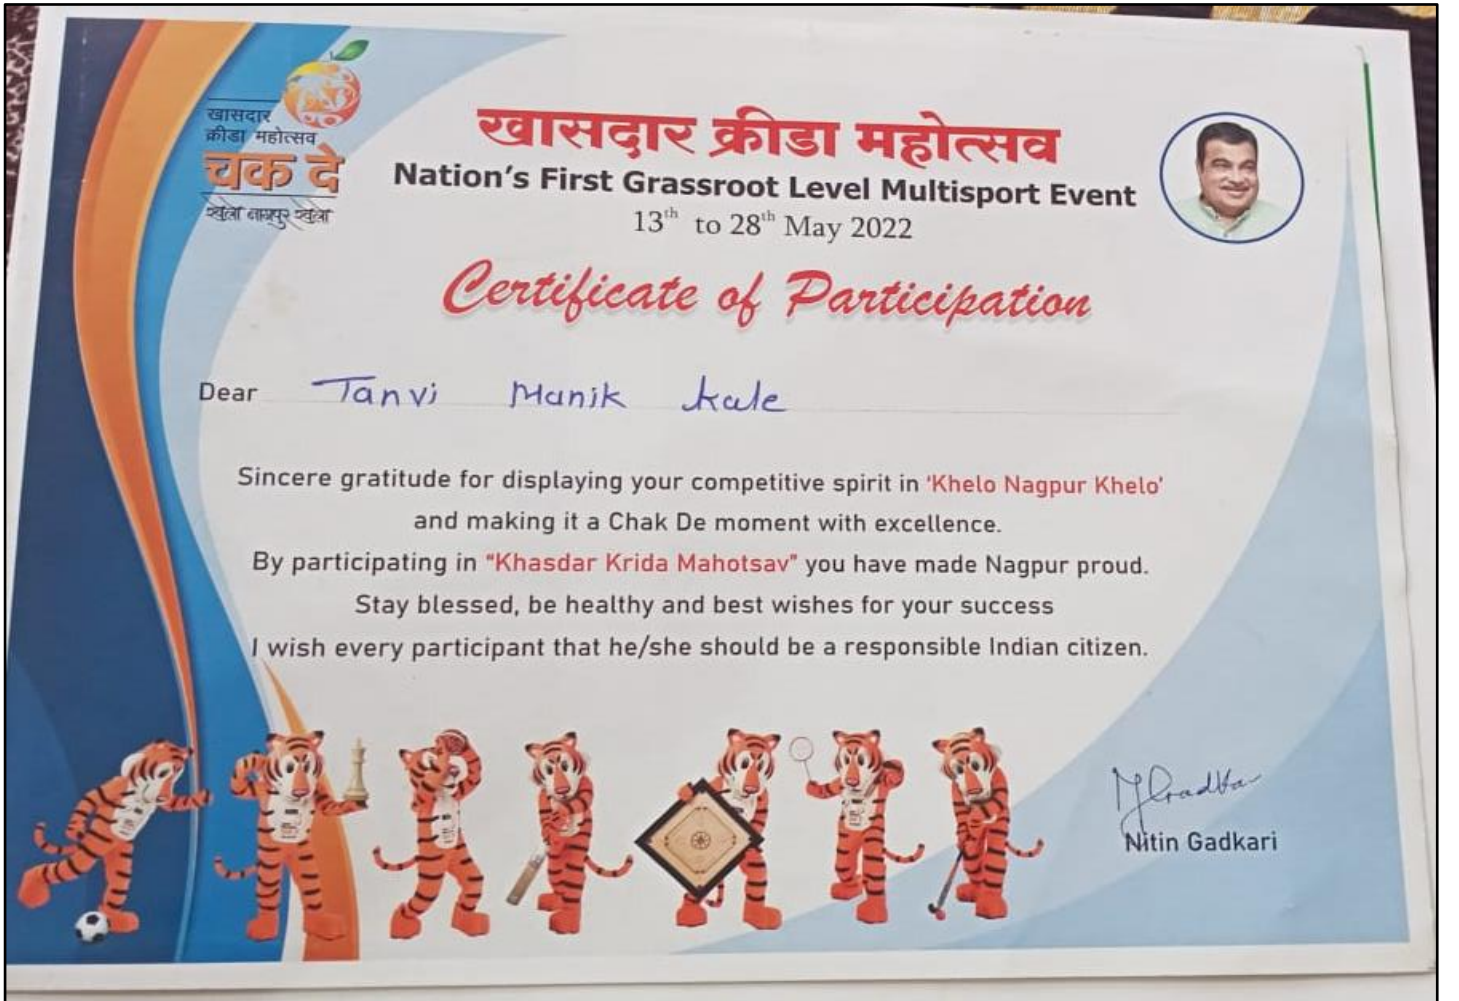 खासदार
क्रीडा महोत्सव
चक दे
खेलो नागपुर खेलो
खासदार क्रीडा महोत्सव
Nation's First Grassroot Level Multisport Event
13th to 28th May 2022
Certificate of Participation
Dear Tanvi Manik Kale
Sincere gratitude for displaying your competitive spirit in 'Khelo Nagpur Khelo'
and making it a Chak De moment with excellence.
By participating in "Khasdar Krida Mahotsav" you have made Nagpur proud.
Stay blessed, be healthy and best wishes for your success
I wish every participant that he/she should be a responsible Indian citizen.
NGadkari
Nitin Gadkari